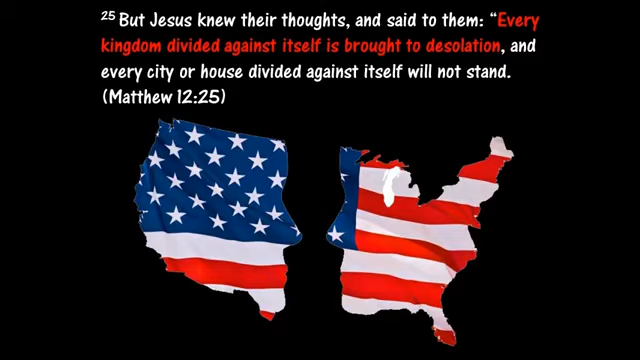 25 But Jesus knew their thoughts, and said to them: “Every
kingdom divided against itself is brought to desolation, and
every city or house divided against itself will not stand.
(Matthew 12:25)